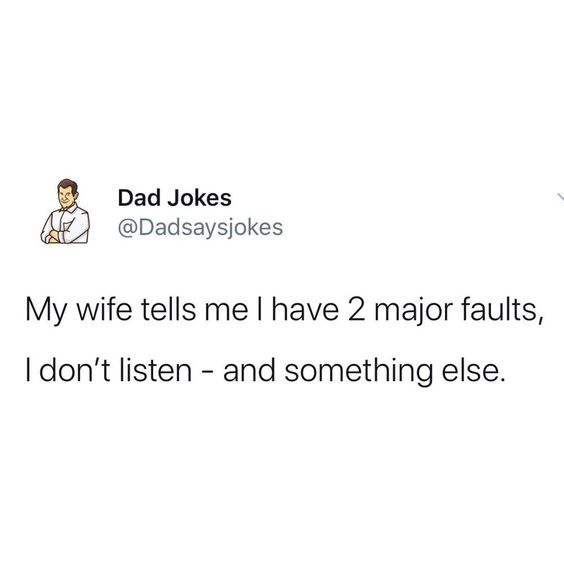 Dad Jokes
@Dadsaysjokes
My wife tells me I have 2 major faults,
I don’t listen - and something else.